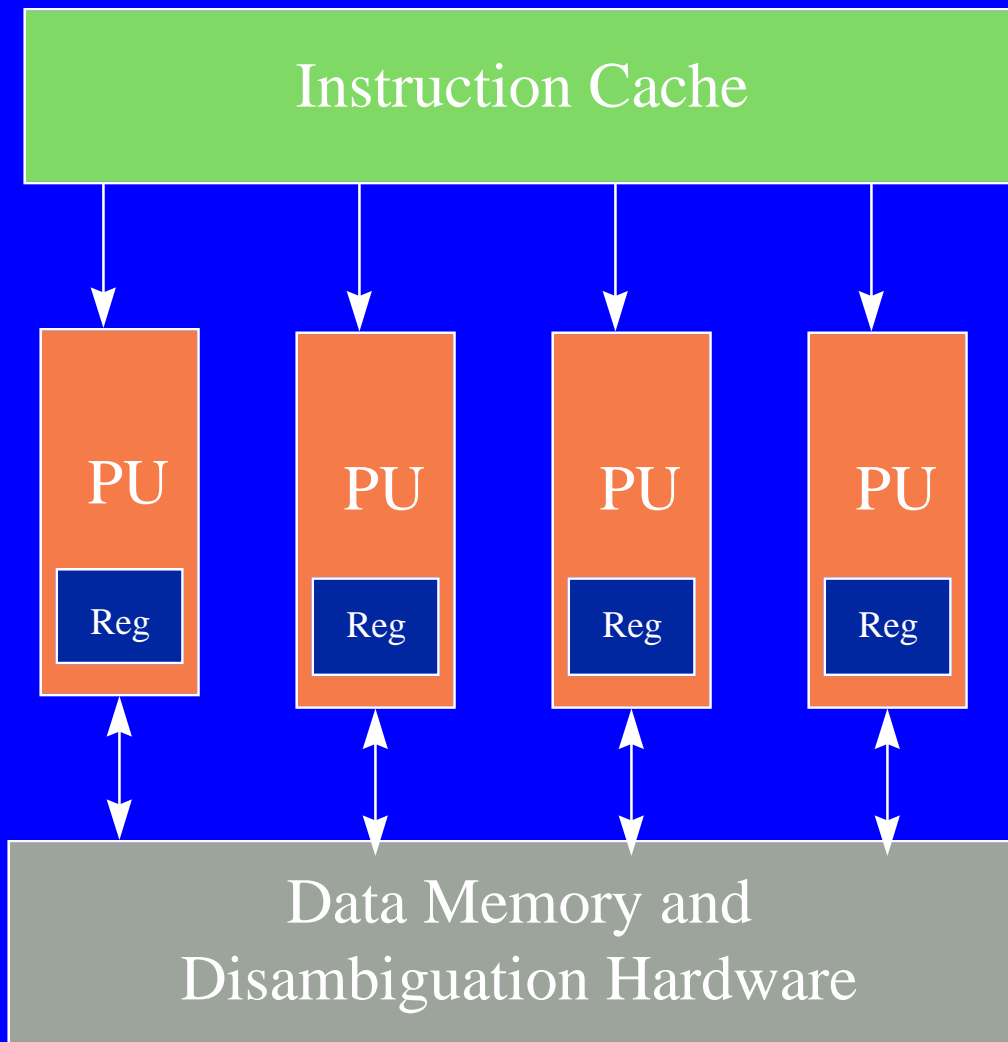 Instruction Cache
PU
PU
PU
PU
Reg
Reg
Reg
Reg
Data Memory and
Disambiguation Hardware